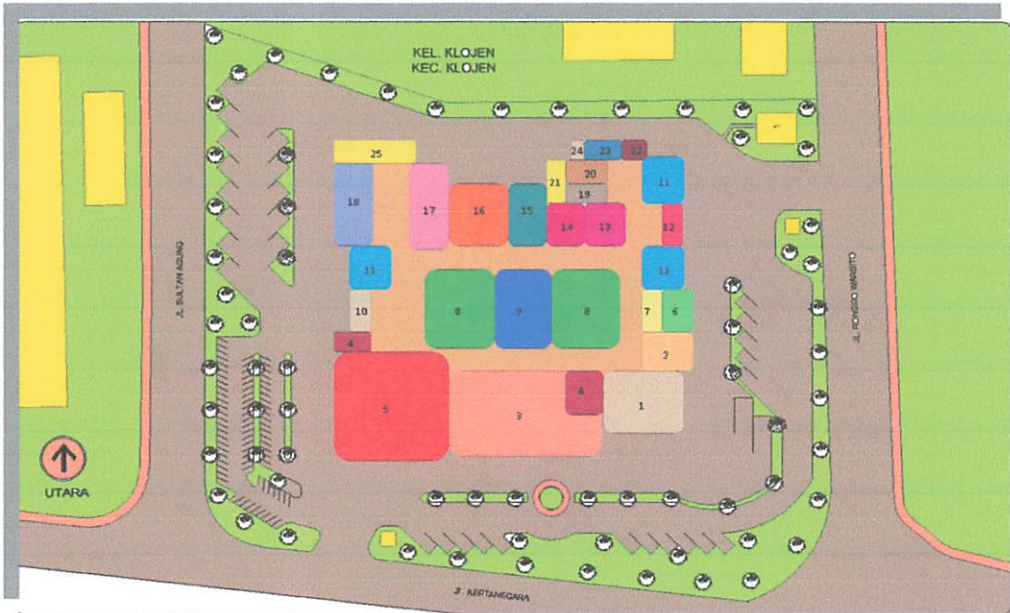 KEL. KLOJEN
KEC. KLOJEN
24 23 22
25
20
21
11
18
19
17 16 15
14 13 12
11
11
JL. SULTAN AGUNG
JL. RONGGO WARSITO
8 9 8
10
7 6
4
2
5
3
4
1
UTARA
Jl. KERTANEGARA